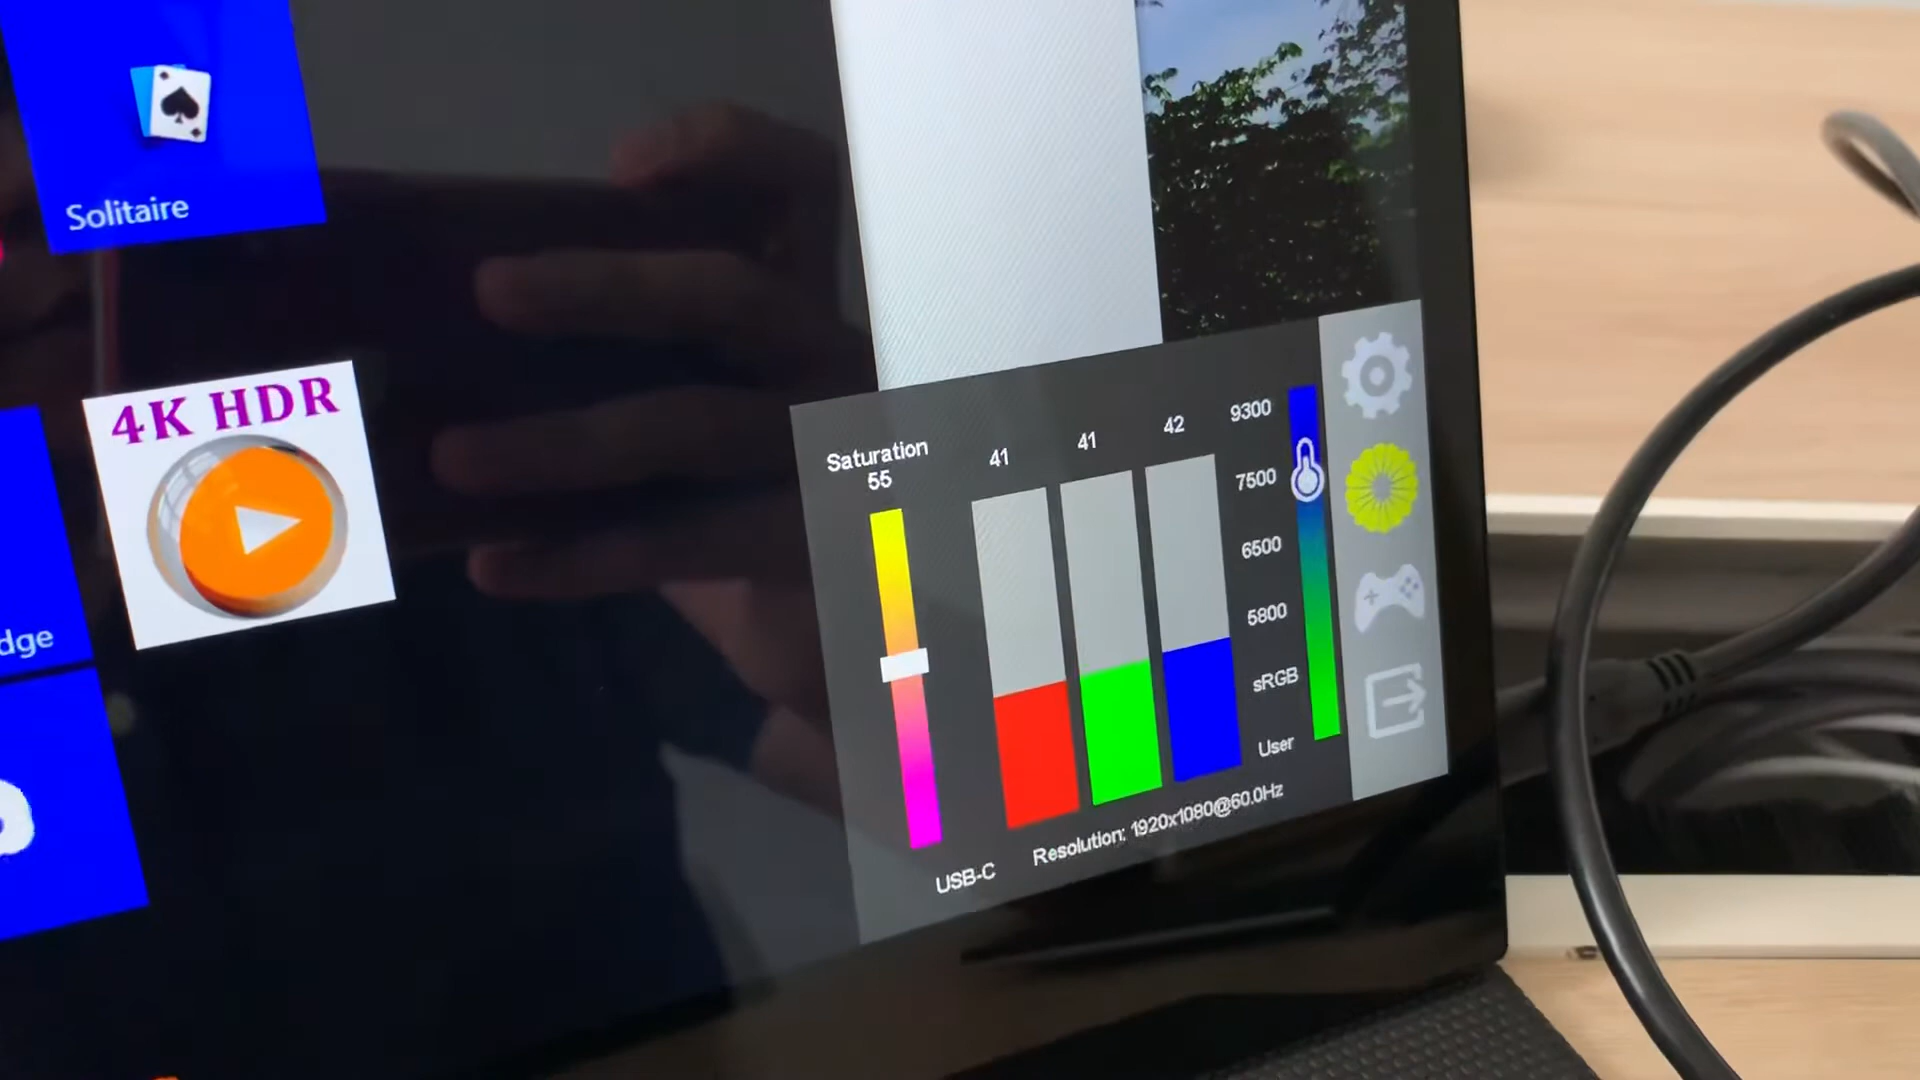 Solitaire
4K HDR
dge
Saturation
55
41
41
42
9300
7500
6500
5800
sRGB
User
USB-C
Resolution: 1920x1080@60.0Hz